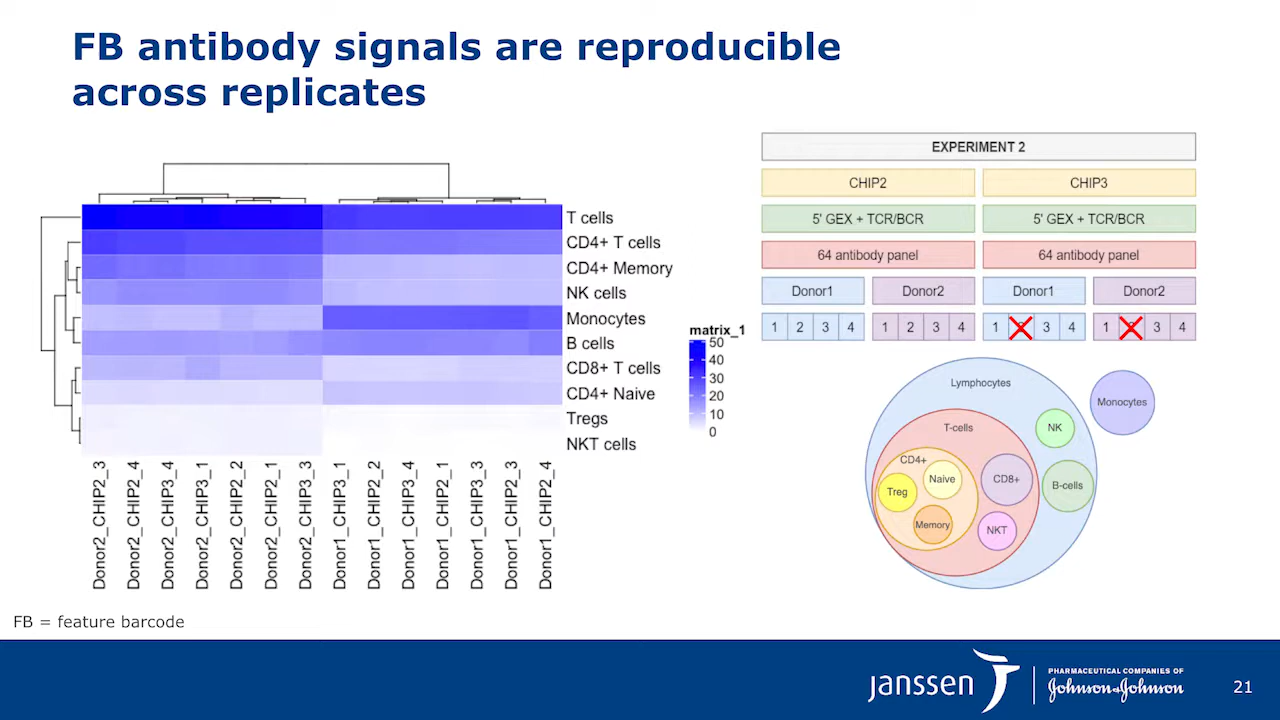 FB antibody signals are reproducible
across replicates
T cells
CD4+ T cells
CD4+ Memory
NK cells
Monocytes
B cells
CD8+ T cells
CD4+ Naive
Tregs
NKT cells
matrix_1
50
40
30
20
10
0
Donor2_CHIP2_3
Donor2_CHIP2_4
Donor2_CHIP3_4
Donor2_CHIP3_1
Donor2_CHIP2_2
Donor2_CHIP2_1
Donor2_CHIP3_3
Donor1_CHIP3_1
Donor1_CHIP2_2
Donor1_CHIP3_4
Donor1_CHIP2_1
Donor1_CHIP3_3
Donor1_CHIP2_3
Donor1_CHIP2_4
EXPERIMENT 2
CHIP2 CHIP3
5' GEX + TCR/BCR 5' GEX + TCR/BCR
64 antibody panel 64 antibody panel
Donor1 Donor2 Donor1 Donor2
1 2 3 4 1 2 3 4 1 2 3 4 1 2 3 4
Lymphocytes
Monocytes
T-cells
NK
CD4+
Naive
CD8+
Treg
B-cells
Memory
NKT
FB = feature barcode
janssen
PHARMACEUTICAL COMPANIES OF
Johnson & Johnson
21